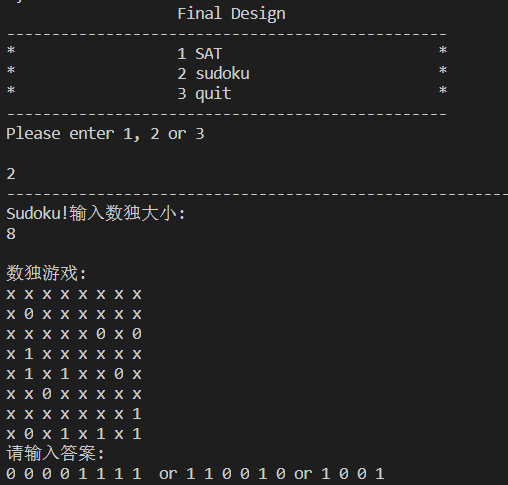 Final Design
-------------------------------------------------
* 1 SAT *
* 2 sudoku *
* 3 quit *
-------------------------------------------------
Please enter 1, 2 or 3
2
--------------------------------------------------------
Sudoku!输入数独大小:
8
数独游戏:
x x x x x x x x
x 0 x x x x x x
x x x x x 0 x 0
x 1 x x x x x x
x 1 x 1 x x 0 x
x x 0 x x x x x
x x x x x x x 1
x 0 x 1 x 1 x 1
请输入答案:
0 0 0 0 1 1 1 1  or 1 1 0 0 1 0 or 1 0 0 1